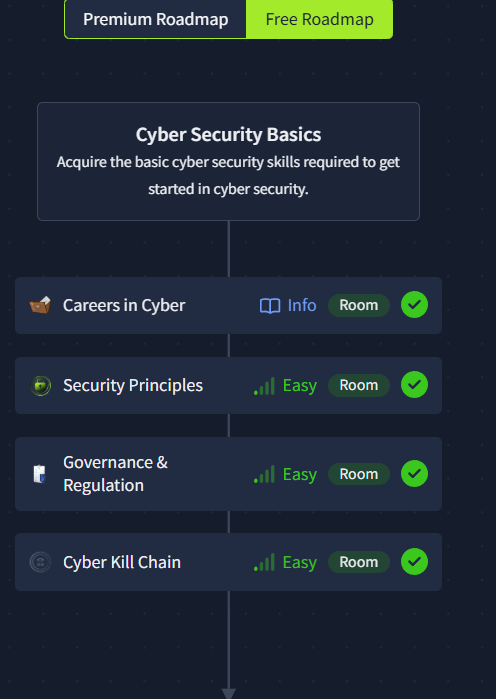 Premium Roadmap
Free Roadmap
Cyber Security Basics
Acquire the basic cyber security skills required to get
started in cyber security.
Careers in Cyber
Info
Room
Security Principles
Easy
Room
Governance &
Regulation
Easy
Room
Cyber Kill Chain
Easy
Room